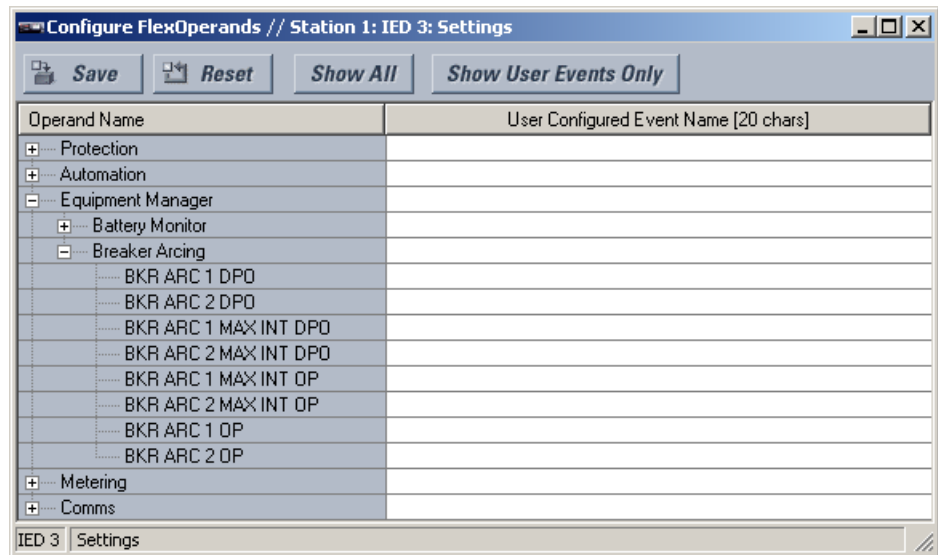 Configure FlexOperands // Station 1: IED 3: Settings
Save Reset Show All Show User Events Only
Operand Name User Configured Event Name [20 chars]
Protection
Automation
Equipment Manager
Battery Monitor
Breaker Arcing
BKR ARC 1 DPO
BKR ARC 2 DPO
BKR ARC 1 MAX INT DPO
BKR ARC 2 MAX INT DPO
BKR ARC 1 MAX INT OP
BKR ARC 2 MAX INT OP
BKR ARC 1 OP
BKR ARC 2 OP
Metering
Comms
IED 3 Settings